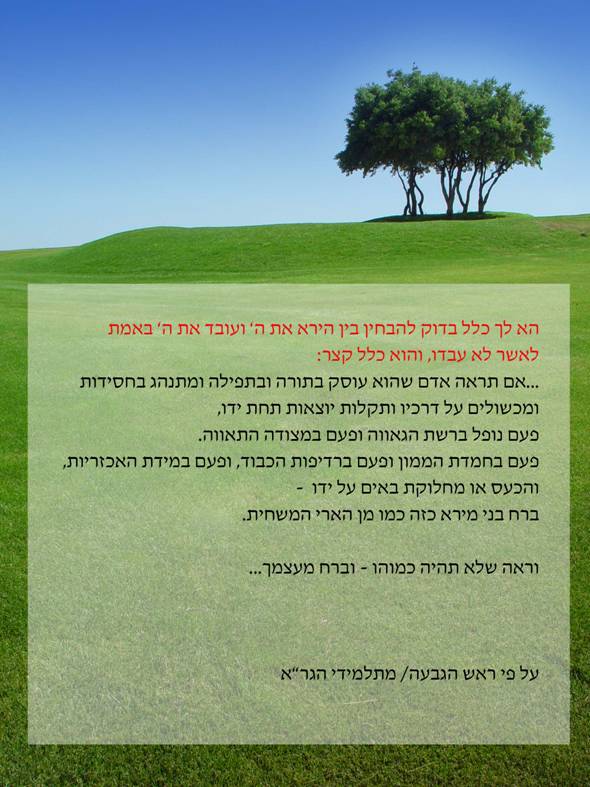 הא לך כלל בדוק להבחין בין הירא את ה' ועובד את ה' באמת
לאשר לא עבדו, והוא כלל קצר:
...אם תראה אדם שהוא עוסק בתורה ובתפילה ומתנהג בחסידות
ומכשולים על דרכיו ותקלות יוצאות תחת ידו,
פעם נופל ברשת הגאווה ופעם במצודה התאווה.
פעם בחמדת הממון ופעם ברדיפות הכבוד, ופעם במידת האכזריות,
והכעס או מחלוקת באים על ידו -
ברח בני מירא כזה כמו מן הארי המשחית.
וראה שלא תהיה כמוהו - וברח מעצמך...
על פי ראש הגבעה/ מתלמידי הגר"א